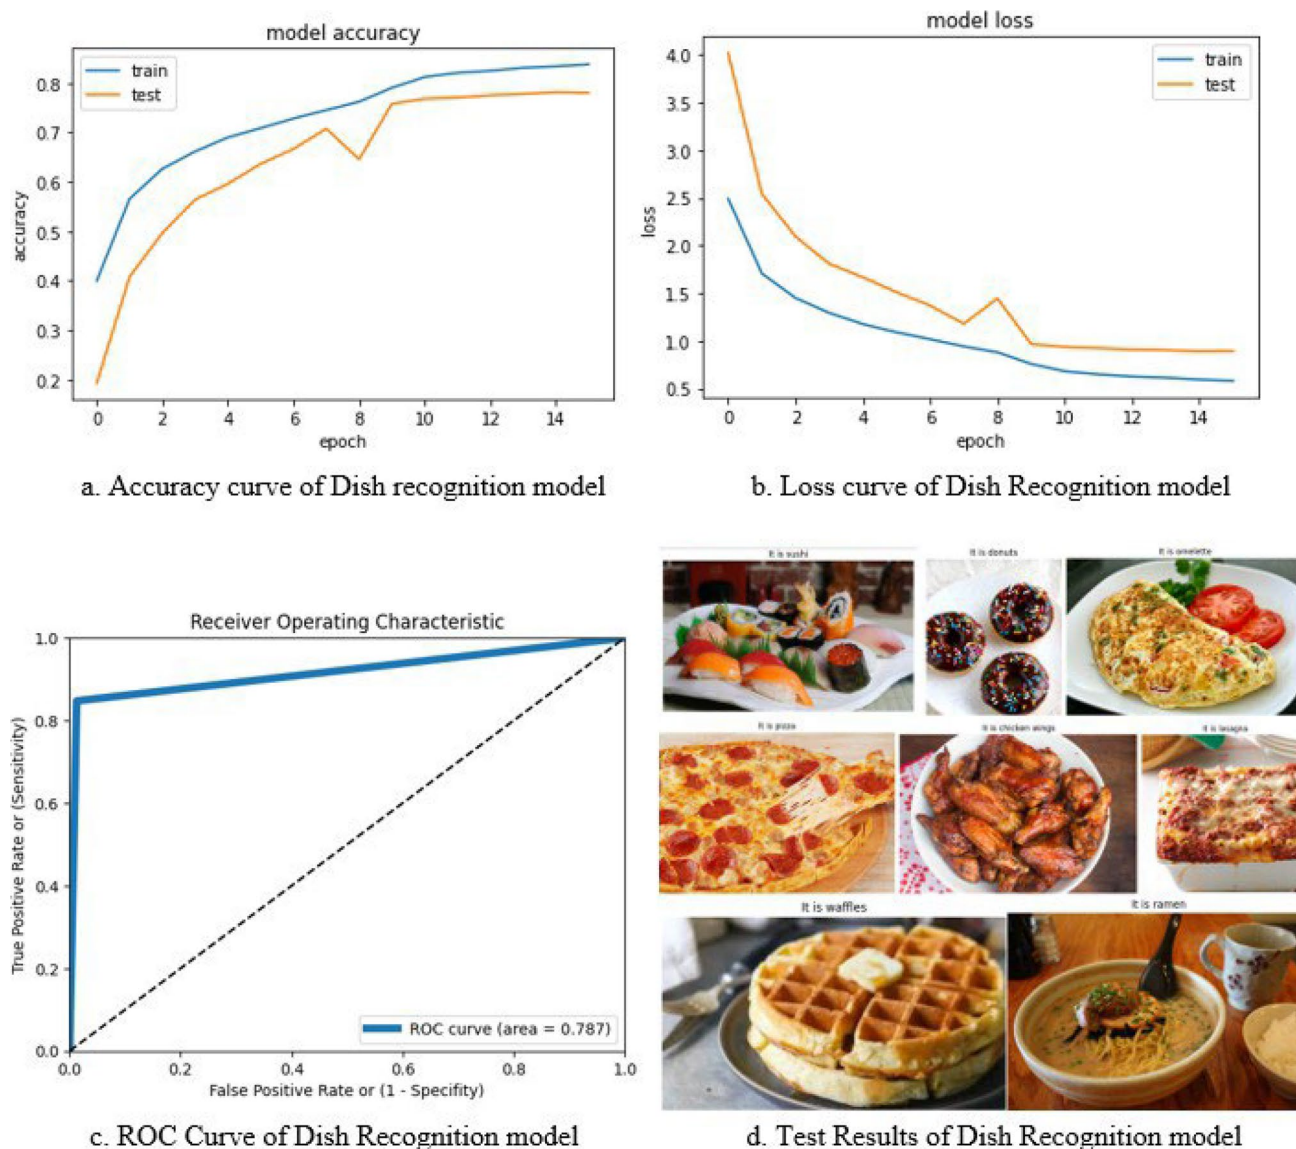 model accuracy
train
test
0.8
0.7
0.6
0.5
0.4
0.3
0.2
accuracy
0 2 4 6 8 10 12 14
epoch
a. Accuracy curve of Dish recognition model
model loss
train
test
4.0
3.5
3.0
2.5
2.0
1.5
1.0
0.5
loss
0 2 4 6 8 10 12 14
epoch
b. Loss curve of Dish Recognition model
Receiver Operating Characteristic
1.0
0.8
0.6
0.4
0.2
0.0
True Positive Rate or (Sensitivity)
ROC curve (area = 0.787)
0.0 0.2 0.4 0.6 0.8 1.0
False Positive Rate or (1 - Specifity)
c. ROC Curve of Dish Recognition model
It is sushi
It is donuts
It is omelette
It is pizza
It is chicken wings
It is lasagna
It is waffles
It is ramen
d. Test Results of Dish Recognition model